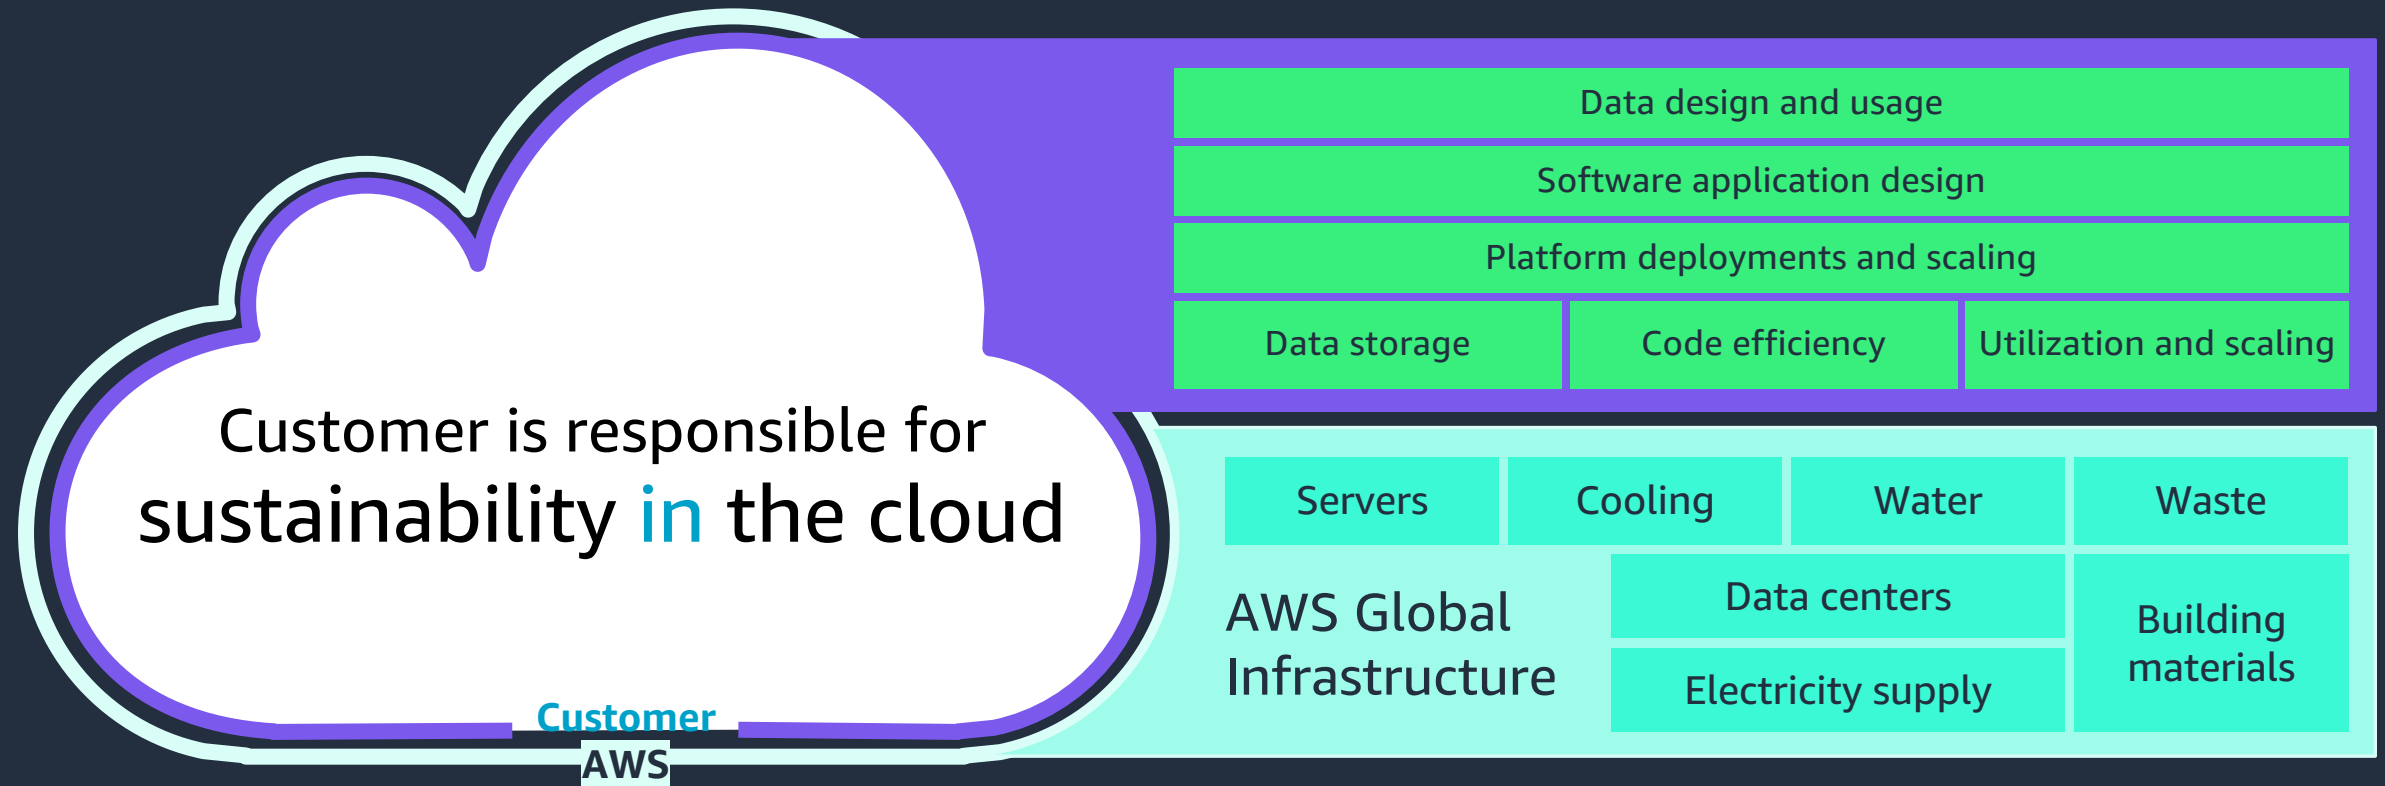 Customer is responsible for
sustainability in the cloud
Customer
AWS
Data design and usage
Software application design
Platform deployments and scaling
Data storage
Code efficiency
Utilization and scaling
Servers
Cooling
Water
Waste
AWS Global
Infrastructure
Data centers
Electricity supply
Building
materials